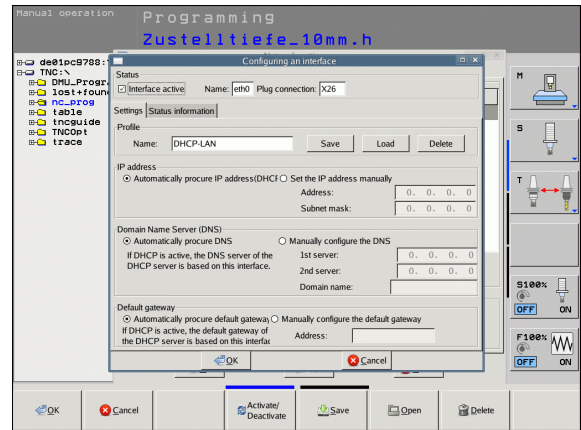 Manual operation
Programming
Zustelltiefe_10mm.h
de01pc9788:
TNC:\
DMU_Progr
lost+foun
nc_prog
table
tncguide
TNCOpt
trace
Configuring an interface
Status
Interface active Name: eth0 Plug connection: X26
Settings Status information
Profile
Name: DHCP-LAN Save Load Delete
IP address
Automatically procure IP address(DHCF Set the IP address manually
Address: 0. 0. 0. 0
Subnet mask: 0. 0. 0. 0
Domain Name Server (DNS)
Automatically procure DNS Manually configure the DNS
If DHCP is active, the DNS server of the 1st server: 0. 0. 0. 0
DHCP server is based on this interface. 2nd server: 0. 0. 0. 0
Domain name:
Default gateway
Automatically procure default gateway Manually configure the default gateway
If DHCP is active, the default gateway of Address:
the DHCP server is based on this interfac
OK Cancel
M
S
T
S100%
OFF ON
F100%
OFF ON
OK Cancel Activate/ Save Open Delete
Deactivate